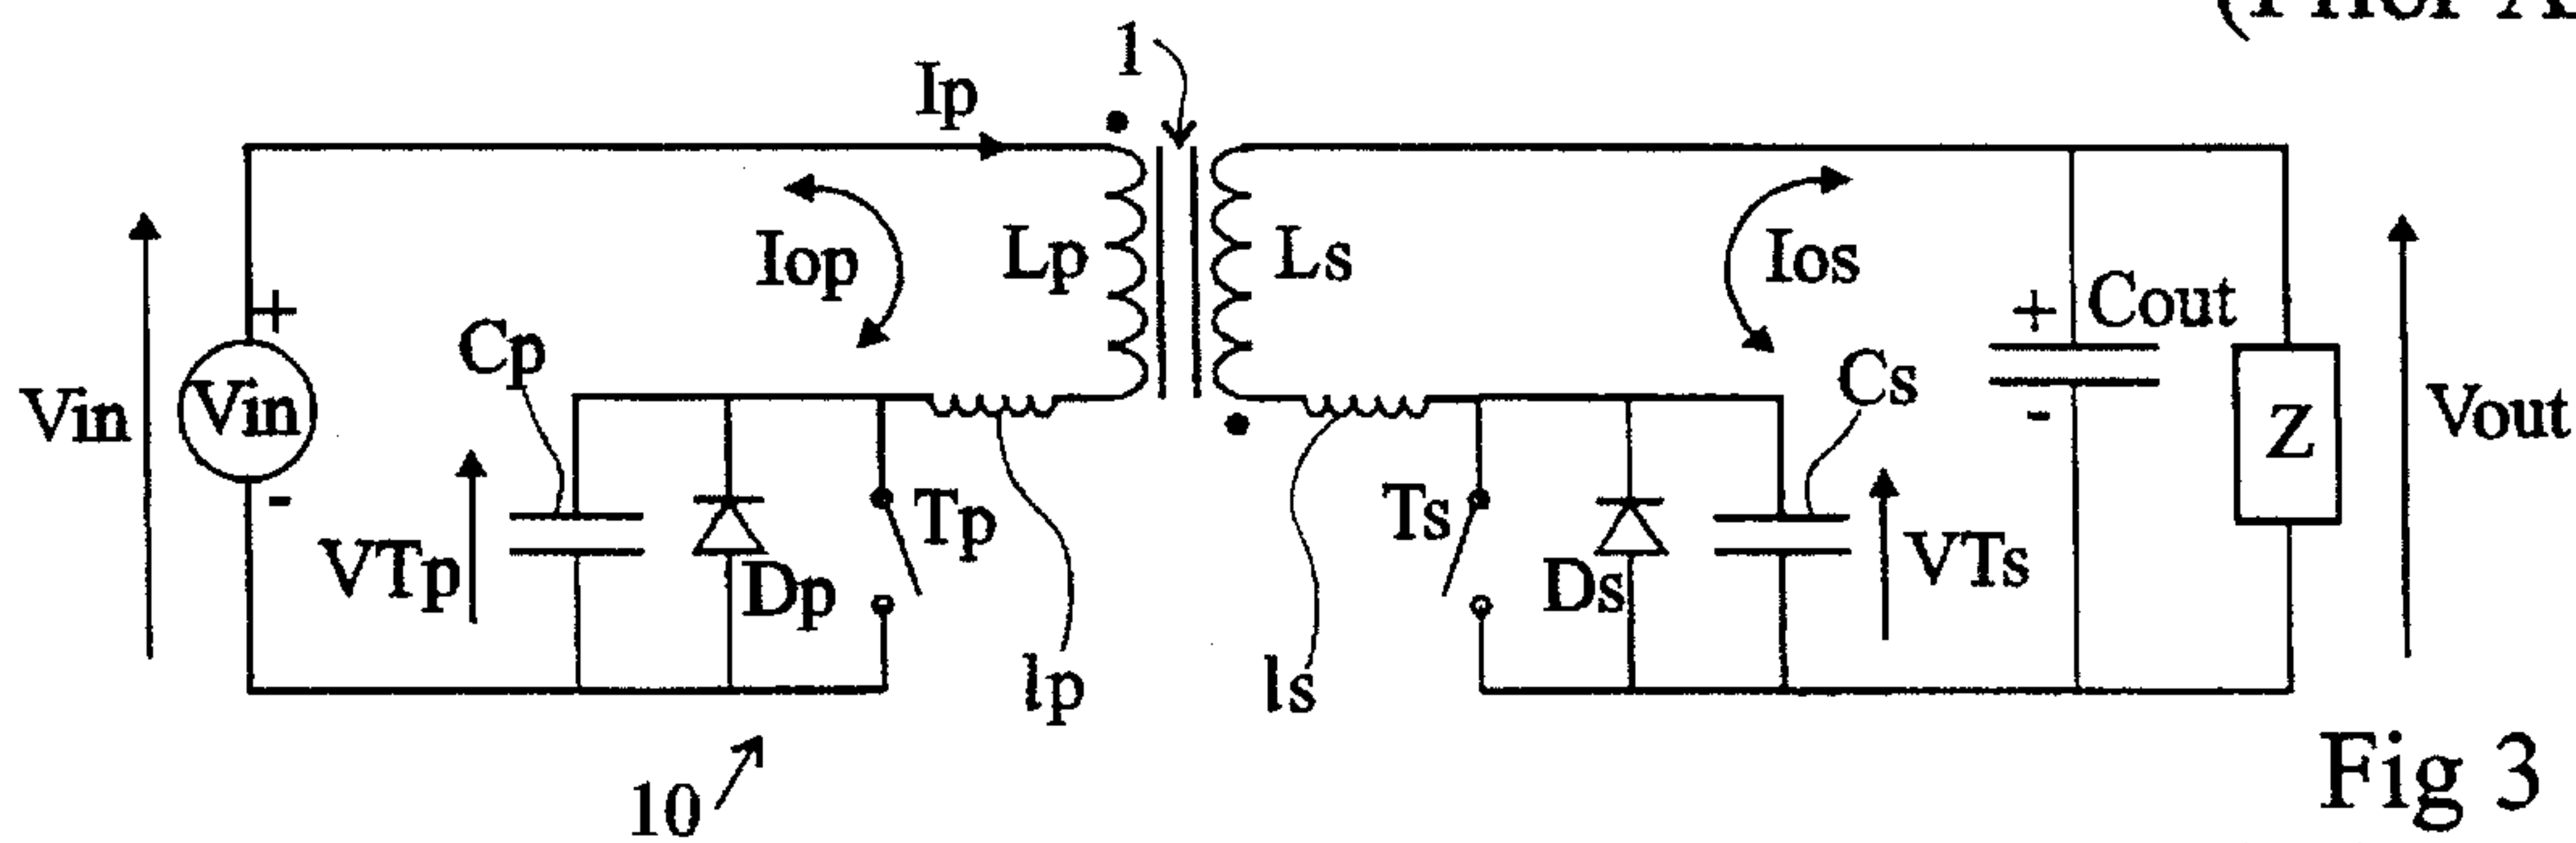 1
Ip
Iop
Lp
Ls
Ios
+
Cp
+
Cout
Vin
Vin
Cs
Z
Vout
-
-
VTp
Dp
Tp
Ts
Ds
VTs
lp
ls
10
Fig 3